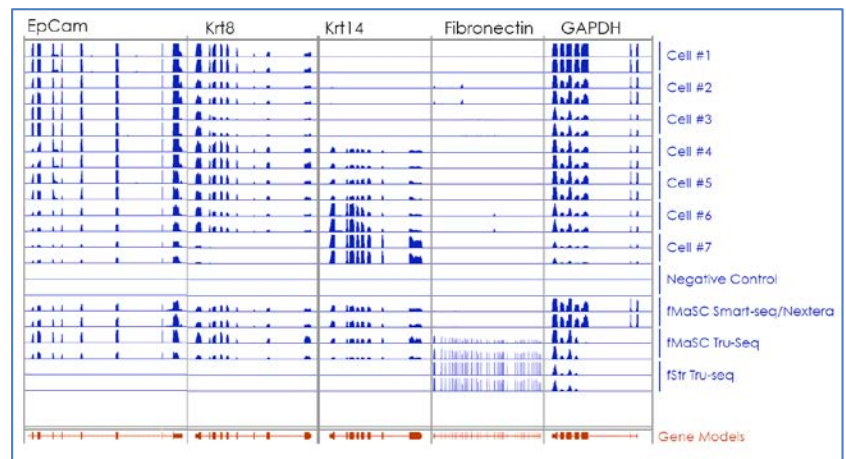 EpCam Krt8 Krt14 Fibronectin GAPDH
Cell #1
Cell #2
Cell #3
Cell #4
Cell #5
Cell #6
Cell #7
Negative Control
fMaSC Smart-seq/Nextera
fMaSC Tru-Seq
fStr Tru-seq
Gene Models